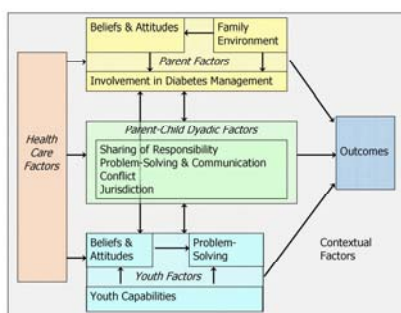 Beliefs & Attitudes
Family
Environment
Parent Factors
Involvement in Diabetes Management
Health
Care
Factors
Parent-Child Dyadic Factors
Sharing of Responsibility
Problem-Solving & Communication
Conflict
Jurisdiction
Outcomes
Beliefs &
Attitudes
Problem-
Solving
Youth Factors
Youth Capabilities
Contextual
Factors